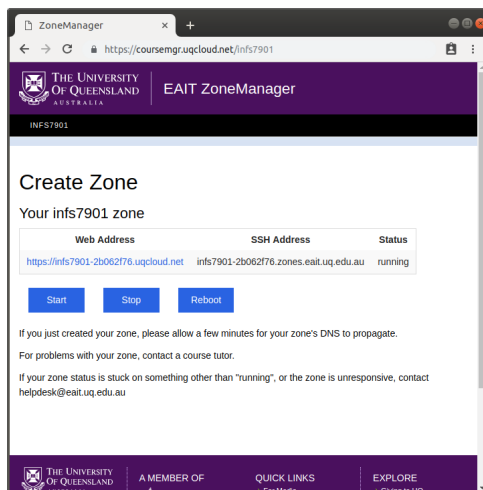 ZoneManager
https://coursemgr.uqcloud.net/infs7901
THE UNIVERSITY
OF QUEENSLAND
AUSTRALIA
EAIT ZoneManager
INFS7901
Create Zone
Your infs7901 zone
Web Address SSH Address Status
https://infs7901-2b062f76.uqcloud.net infs7901-2b062f76.zones.eait.uq.edu.au running
Start Stop Reboot
If you just created your zone, please allow a few minutes for your zone's DNS to propagate.
For problems with your zone, contact a course tutor.
If your zone status is stuck on something other than "running", or the zone is unresponsive, contact
helpdesk@eait.uq.edu.au
THE UNIVERSITY
OF QUEENSLAND
A MEMBER OF QUICK LINKS EXPLORE